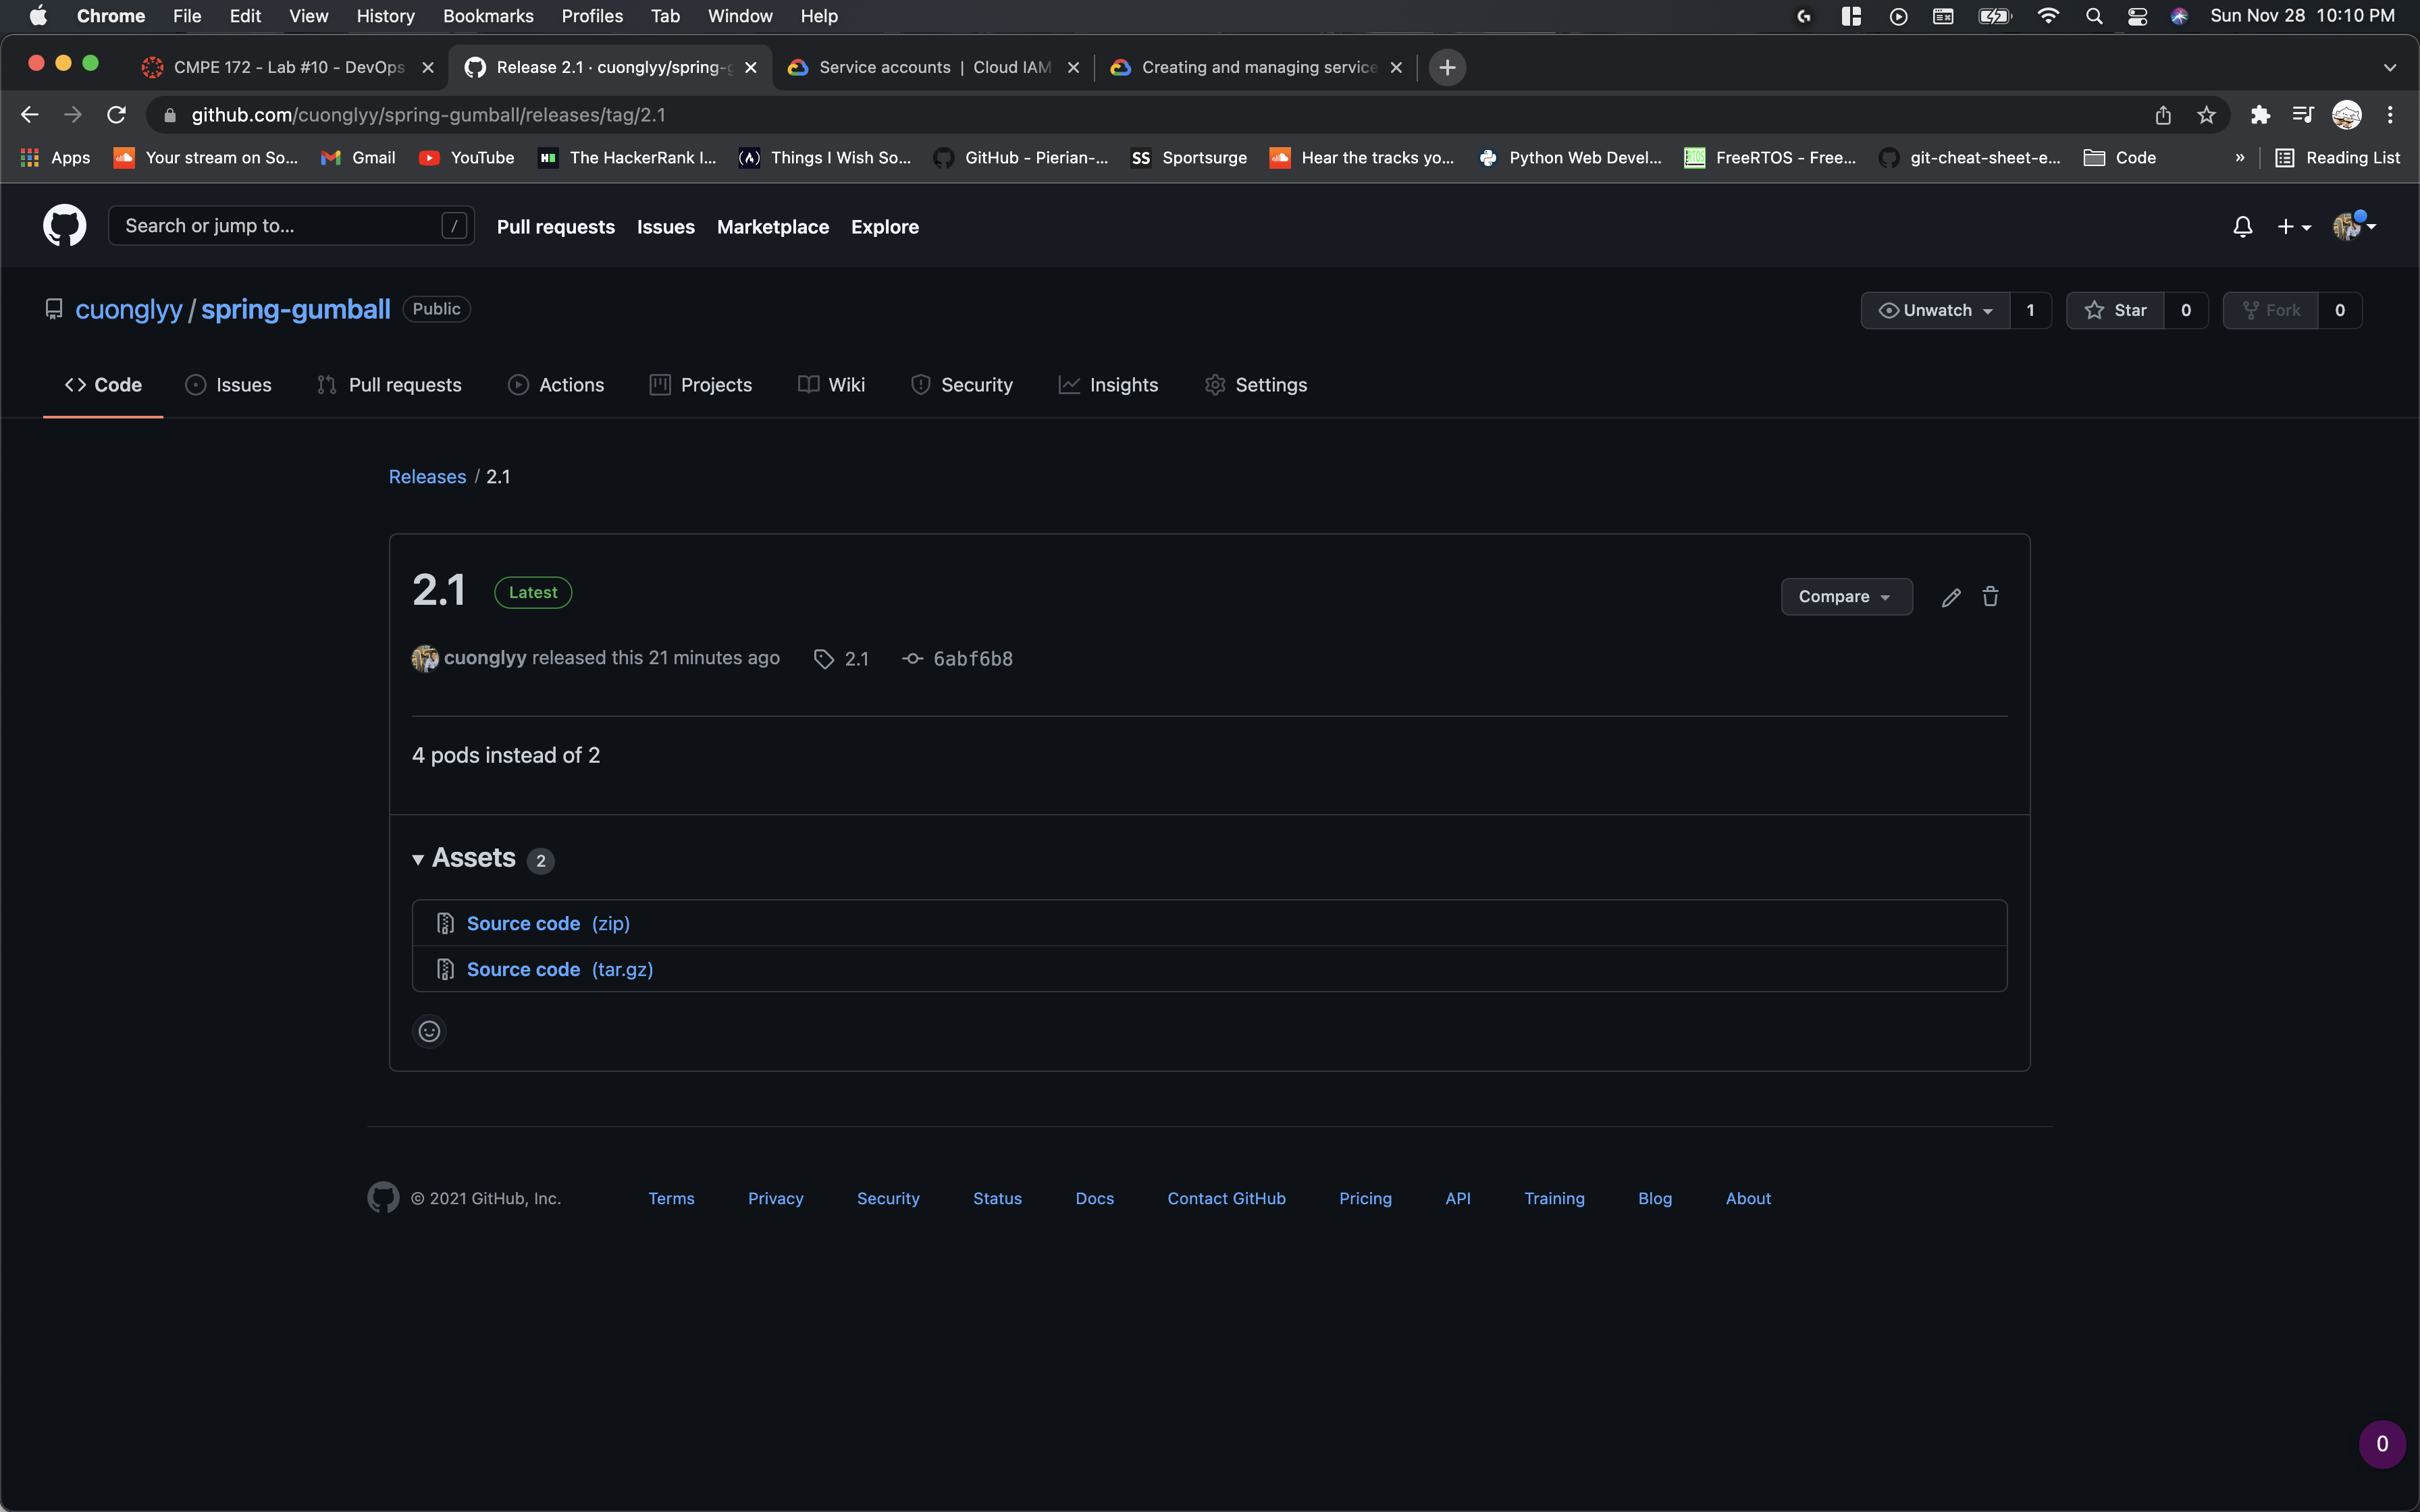 Chrome File Edit View History Bookmarks Profiles Tab Window Help Sun Nov 28 10:10 PM
CMPE 172 - Lab #10 - DevOps Release 2.1 · cuonglyy/spring-g Service accounts | Cloud IAM Creating and managing service
github.com/cuonglyy/spring-gumball/releases/tag/2.1
Apps Your stream on So... Gmail YouTube The HackerRank I... Things I Wish So... GitHub - Pierian-... SS Sportsurge Hear the tracks yo... Python Web Devel... FreeRTOS - Free... git-cheat-sheet-e... Code » Reading List
Search or jump to... / Pull requests Issues Marketplace Explore
cuonglyy / spring-gumball Public Unwatch 1 Star 0 Fork 0
Code Issues Pull requests Actions Projects Wiki Security Insights Settings
Releases / 2.1
2.1 Latest Compare
cuonglyy released this 21 minutes ago 2.1 6abf6b8
4 pods instead of 2
Assets 2
Source code (zip)
Source code (tar.gz)
© 2021 GitHub, Inc. Terms Privacy Security Status Docs Contact GitHub Pricing API Training Blog About
0